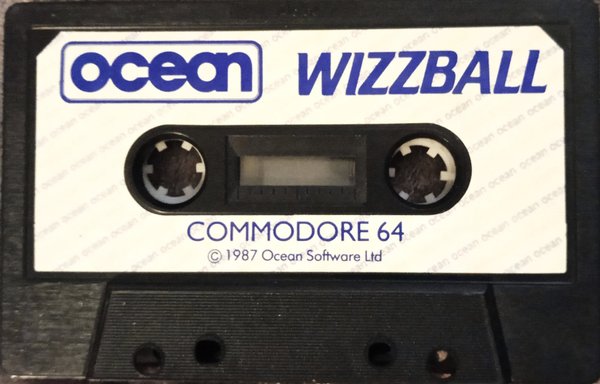 ocean WIZZBALL
COMMODORE 64
© 1987 Ocean Software Ltd